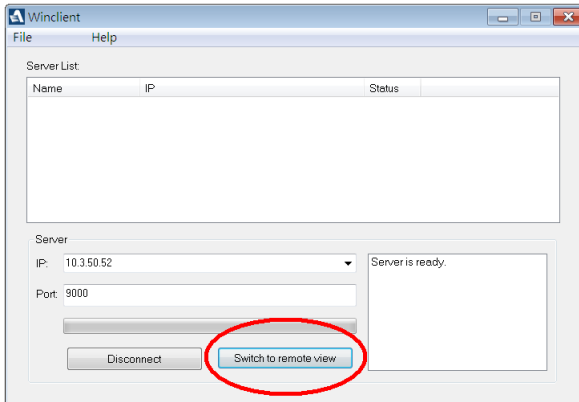 Winclient
File Help
Server List:
Name IP Status
Server
IP: 10.3.50.52
Server is ready.
Port: 9000
Disconnect Switch to remote view